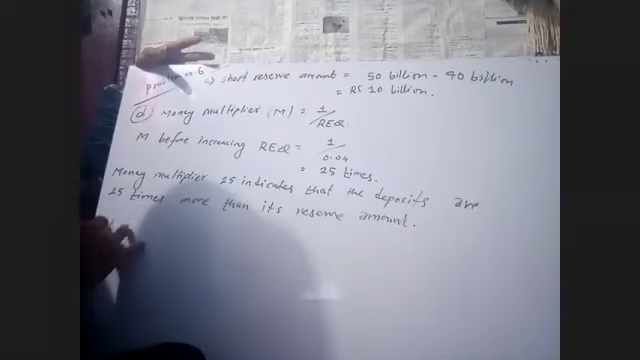 Problem no 6
c) short reserve amount = 50 billion - 40 billion
= RS 10 billion.
(d) Money Multiplier (M) = 1/REQ.
M before increasing REQ = 1/0.04
= 25 times.
Money multiplier 25 indicates that the deposits are
25 times more than its reserve amount.